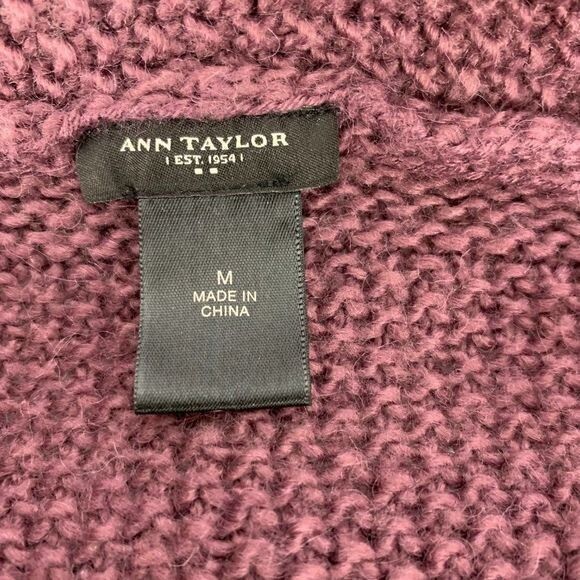 ANN TAYLOR
EST. 1954
M
MADE IN
CHINA